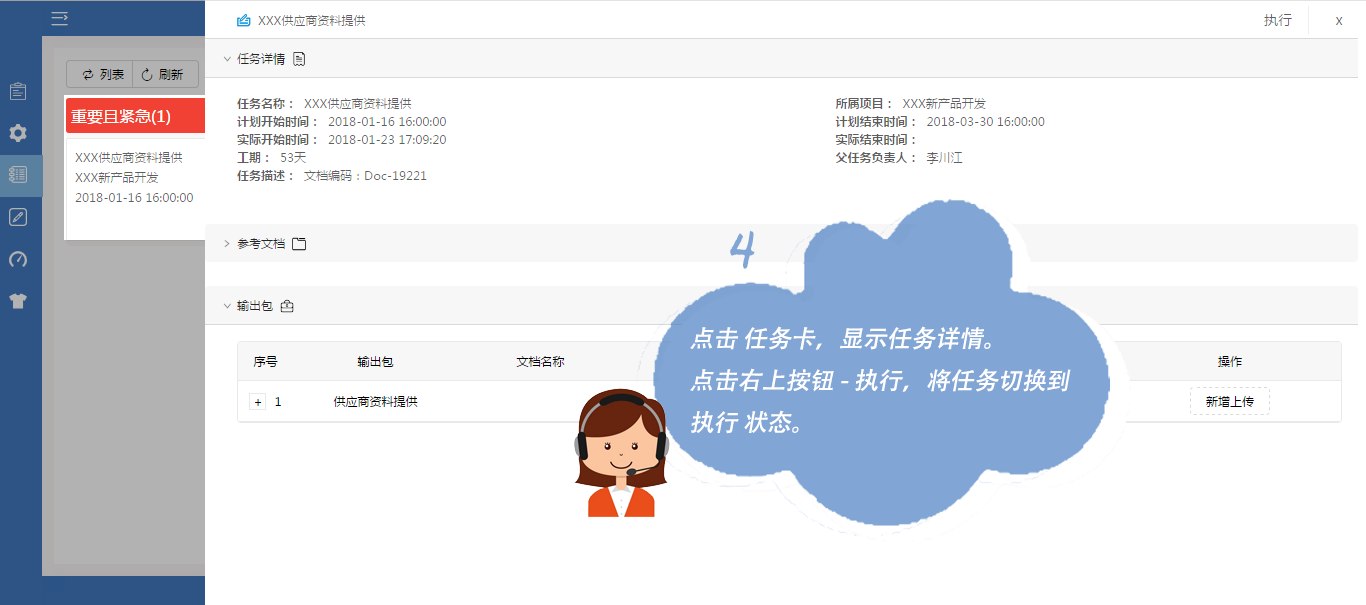 XXX供应商资料提供
执行
x
任务详情
列表
刷新
重要且紧急(1)
XXX供应商资料提供
XXX新产品开发
2018-01-16 16:00:00
任务名称： XXX供应商资料提供
所属项目： XXX新产品开发
计划开始时间： 2018-01-16 16:00:00
计划结束时间： 2018-03-30 16:00:00
实际开始时间： 2018-01-23 17:09:20
实际结束时间：
工期： 53天
父任务负责人： 李川江
任务描述： 文档编码：Doc-19221
参考文档
4
输出包
点击 任务卡，显示任务详情。
点击右上按钮 - 执行，将任务切换到
执行 状态。
序号 输出包 文档名称 操作
+ 1 供应商资料提供 新增上传